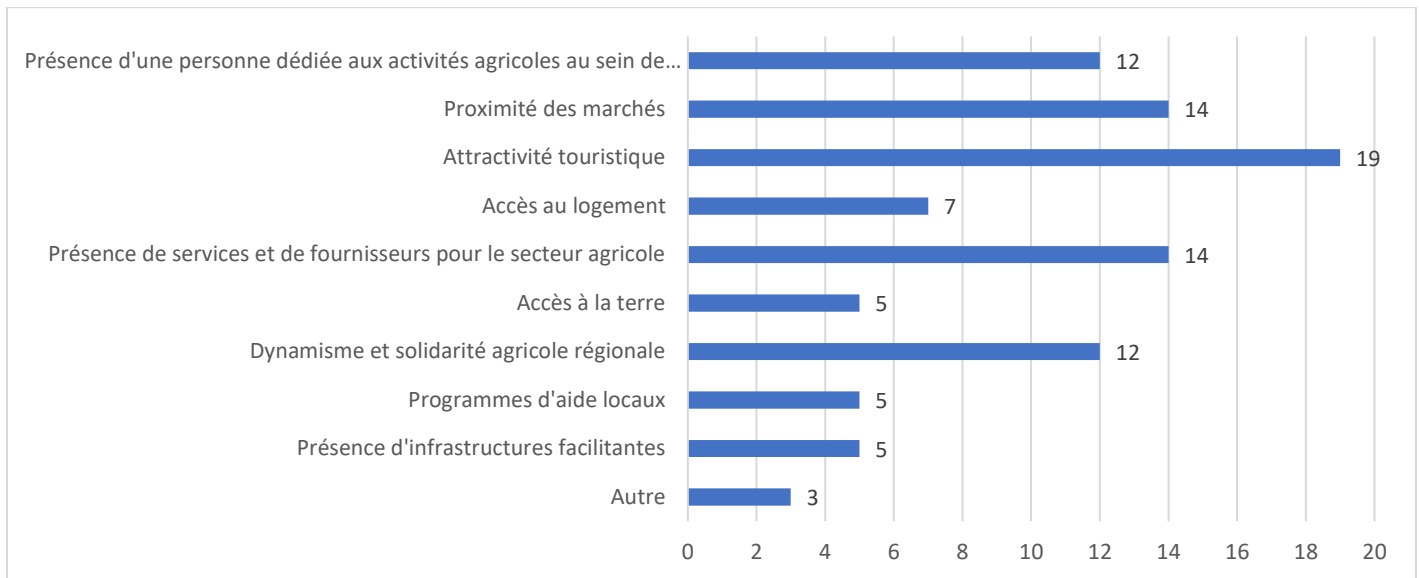 Présence d'une personne dédiée aux activités agricoles au sein de... 12
Proximité des marchés 14
Attractivité touristique 19
Accès au logement 7
Présence de services et de fournisseurs pour le secteur agricole 14
Accès à la terre 5
Dynamisme et solidarité agricole régionale 12
Programmes d'aide locaux 5
Présence d'infrastructures facilitantes 5
Autre 3
0 2 4 6 8 10 12 14 16 18 20